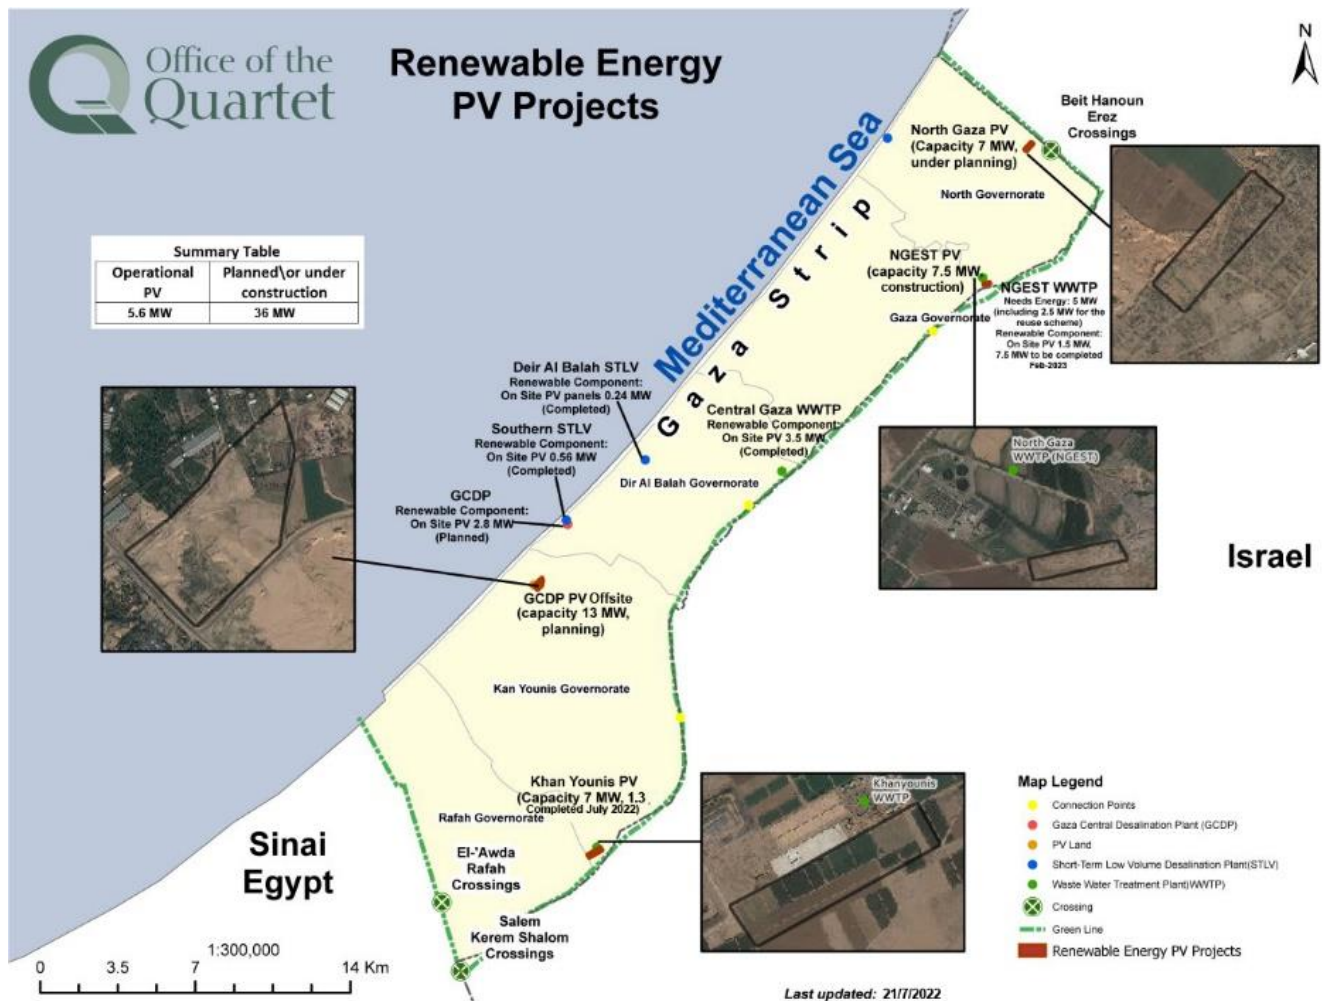 Office of the
Quartet
Renewable Energy
PV Projects
N
Beit Hanoun
Erez
Crossings
North Gaza PV
(Capacity 7 MW,
under planning)
North Governorate
Mediterranean Sea
Gaza Strip
Summary Table
Operational PV
Planned\or under construction
5.6 MW
36 MW
NGEST PV
(capacity 7.5 MW
construction)
NGEST WWTP
Needs Energy: 5 MW
(including 2.5 MW for the
reuse scheme)
Renewable Component:
On Site PV 1.5 MW,
7.5 MW to be completed
Feb-2023
Gaza Governorate
Deir Al Balah STLV
Renewable Component:
On Site PV panels 0.24 MW
(Completed)
Southern STLV
Renewable Component:
On Site PV 0.56 MW
(Completed)
GCDP
Renewable Component:
On Site PV 2.8 MW
(Planned)
Central Gaza WWTP
Renewable Component:
On Site PV 3.5 MW
(Completed)
Dir Al Balah Governorate
North Gaza
WWTP (NGEST)
Israel
GCDP PV Offsite
(capacity 13 MW,
planning)
Kan Younis Governorate
Khan Younis PV
(Capacity 7 MW, 1.3
Completed July 2022)
Rafah Governorate
Khanyounis
WWTP
Sinai
Egypt
El-'Awda
Rafah
Crossings
Salem
Kerem Shalom
Crossings
Map Legend
Connection Points
Gaza Central Desalination Plant (GCDP)
PV Land
Short-Term Low Volume Desalination Plant(STLV)
Waste Water Treatment Plant(WWTP)
Crossing
Green Line
Renewable Energy PV Projects
1:300,000
0 3.5 7 14 Km
Last updated: 21/7/2022